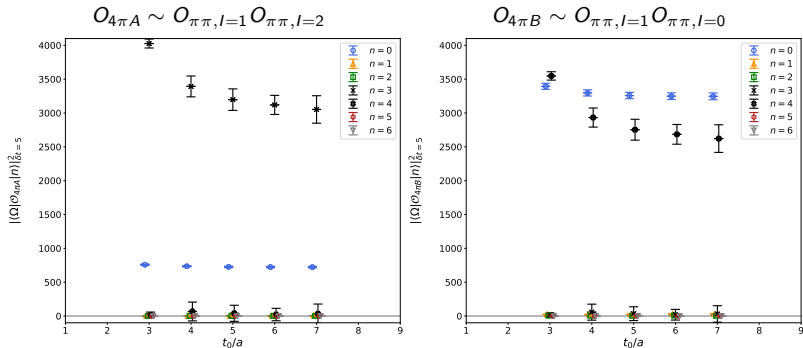 O_{4πA} ∼ O_{ππ,I=1}O_{ππ,I=2}
4000
3500
3000
2500
2000
1500
1000
500
0
1 2 3 4 5 6 7 8 9
t_0/a
|⟨Ω|𝒪_{4πA}|n⟩|²_{δt=5}
n = 0
n = 1
n = 2
n = 3
n = 4
n = 5
n = 6
O_{4πB} ∼ O_{ππ,I=1}O_{ππ,I=0}
4000
3500
3000
2500
2000
1500
1000
500
0
1 2 3 4 5 6 7 8 9
t_0/a
|⟨Ω|𝒪_{4πB}|n⟩|²_{δt=5}
n = 0
n = 1
n = 2
n = 3
n = 4
n = 5
n = 6